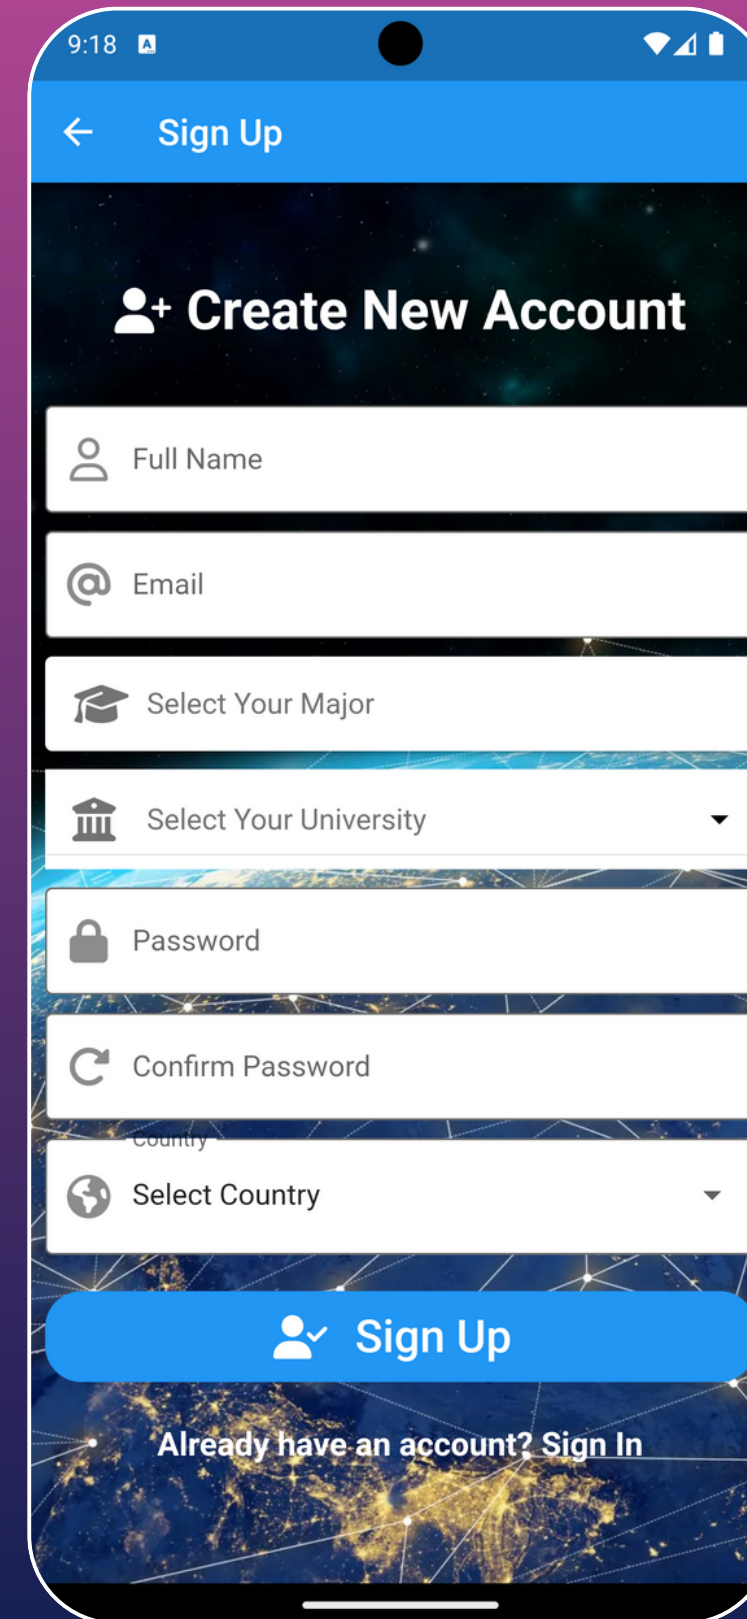 9:18 A
Sign Up
Create New Account
Full Name
Email
Select Your Major
Select Your University
Password
Confirm Password
Country
Select Country
Sign Up
Already have an account? Sign In